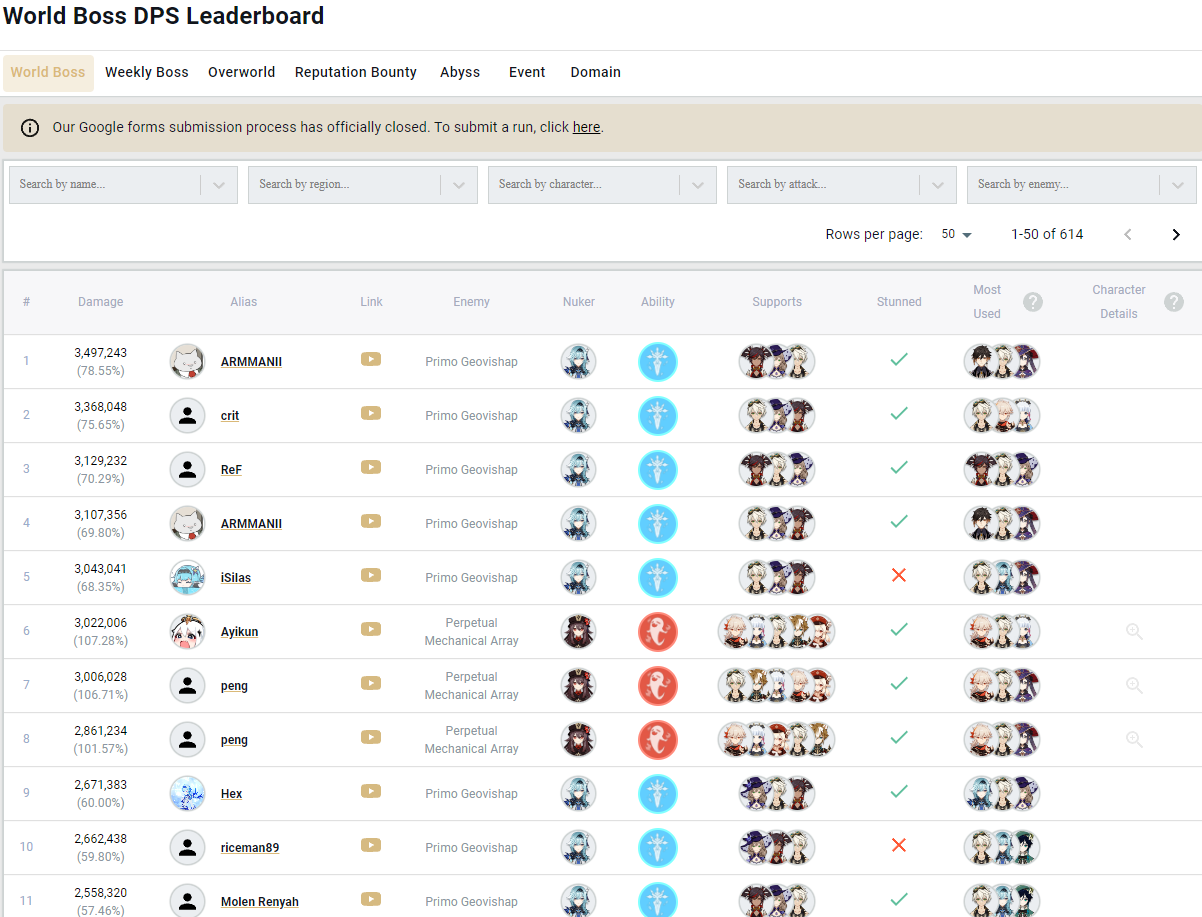 World Boss DPS Leaderboard
World Boss Weekly Boss Overworld Reputation Bounty Abyss Event Domain
Our Google forms submission process has officially closed. To submit a run, click here.
Search by name... Search by region... Search by character... Search by attack... Search by enemy...
Rows per page: 50 1-50 of 614
# Damage Alias Link Enemy Nuker Ability Supports Stunned Most Used ? Character Details ?
1 3,497,243 ARMMANII Primo Geovishap
(78.55%)
2 3,368,048 crit Primo Geovishap
(75.65%)
3 3,129,232 ReF Primo Geovishap
(70.29%)
4 3,107,356 ARMMANII Primo Geovishap
(69.80%)
5 3,043,041 iSilas Primo Geovishap
(68.35%)
6 3,022,006 Ayikun Perpetual
(107.28%) Mechanical Array
7 3,006,028 peng Perpetual
(106.71%) Mechanical Array
8 2,861,234 peng Perpetual
(101.57%) Mechanical Array
9 2,671,383 Hex Primo Geovishap
(60.00%)
10 2,662,438 riceman89 Primo Geovishap
(59.80%)
11 2,558,320 Molen Renyah Primo Geovishap
(57.46%)